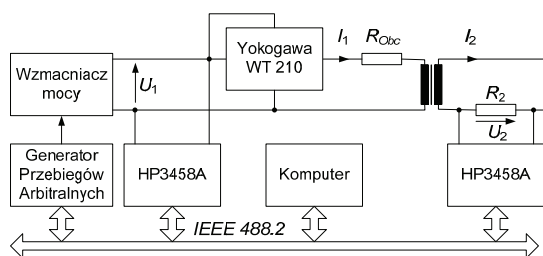 Yokogawa
WT 210
I1
RObc
I2
Wzmacniacz
mocy
U1
R2
U2
Generator
Przebiegów
Arbitralnych
HP3458A
Komputer
HP3458A
IEEE 488.2